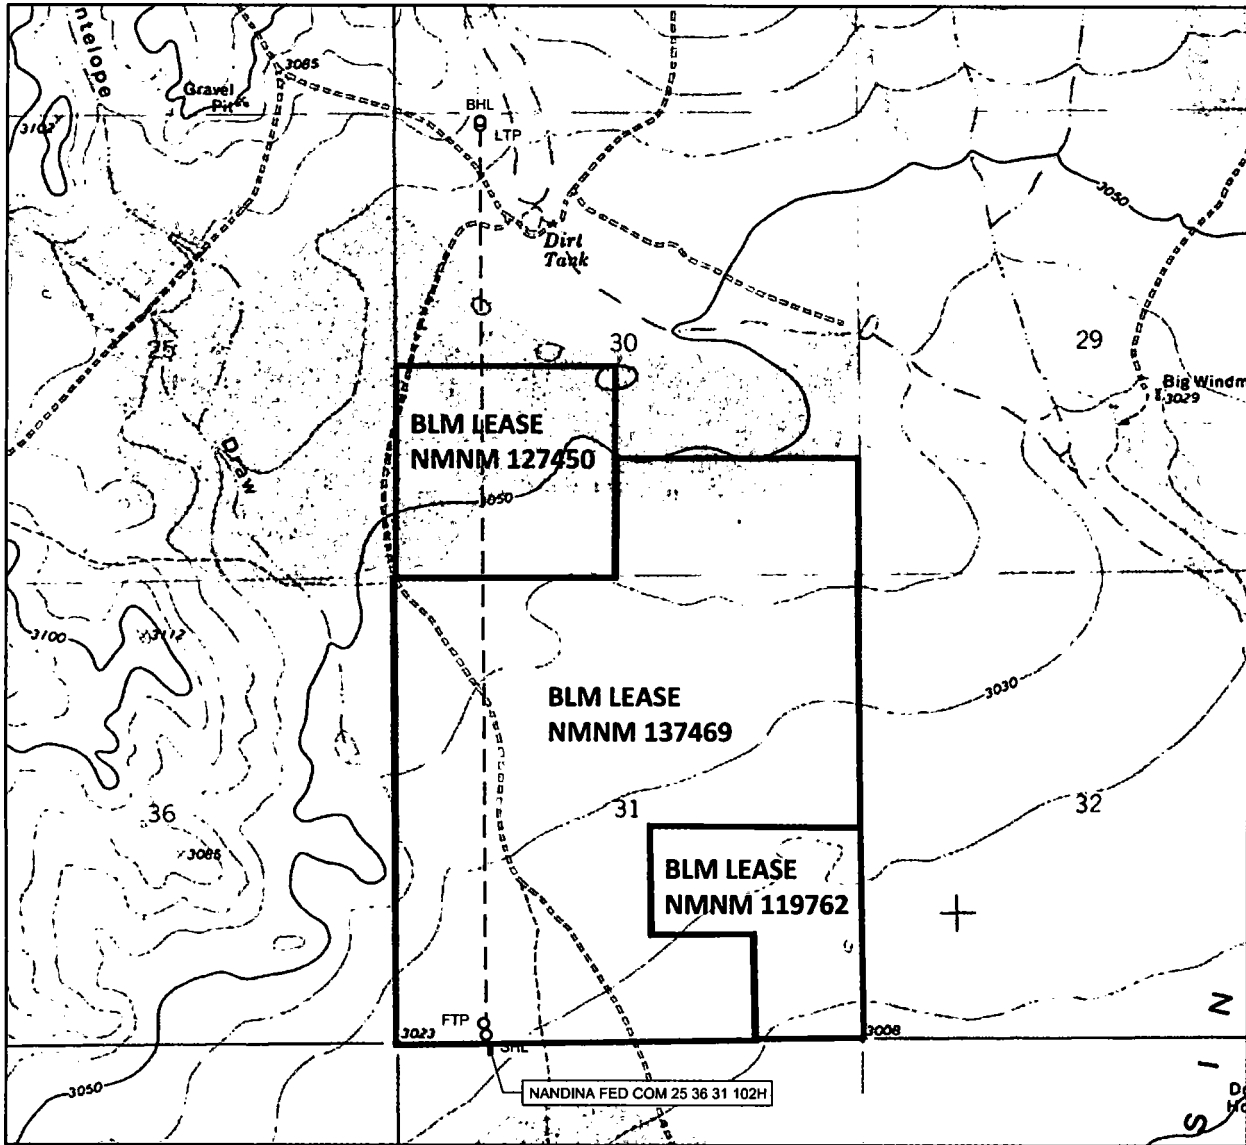 ntelope
3085
Gravel
Pit
3102
BHL
LTP
3050
Dirt
Tank
25
30
29
Big Windm
3029
BLM LEASE
NMNM 127450
Draw
3050
3100
3112
BLM LEASE
NMNM 137469
3030
36
31
32
3085
BLM LEASE
NMNM 119762
FTP
3023
SHL
3008
3050
NANDINA FED COM 25 36 31 102H
S I N